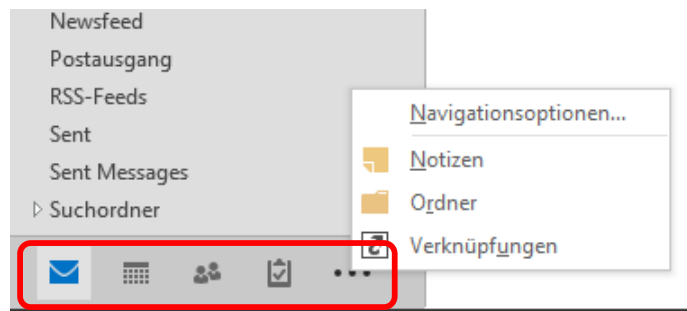 Newsfeed
Postausgang
RSS-Feeds
Sent
Sent Messages
Suchordner
Navigationsoptionen...
Notizen
Ordner
Verknüpfungen